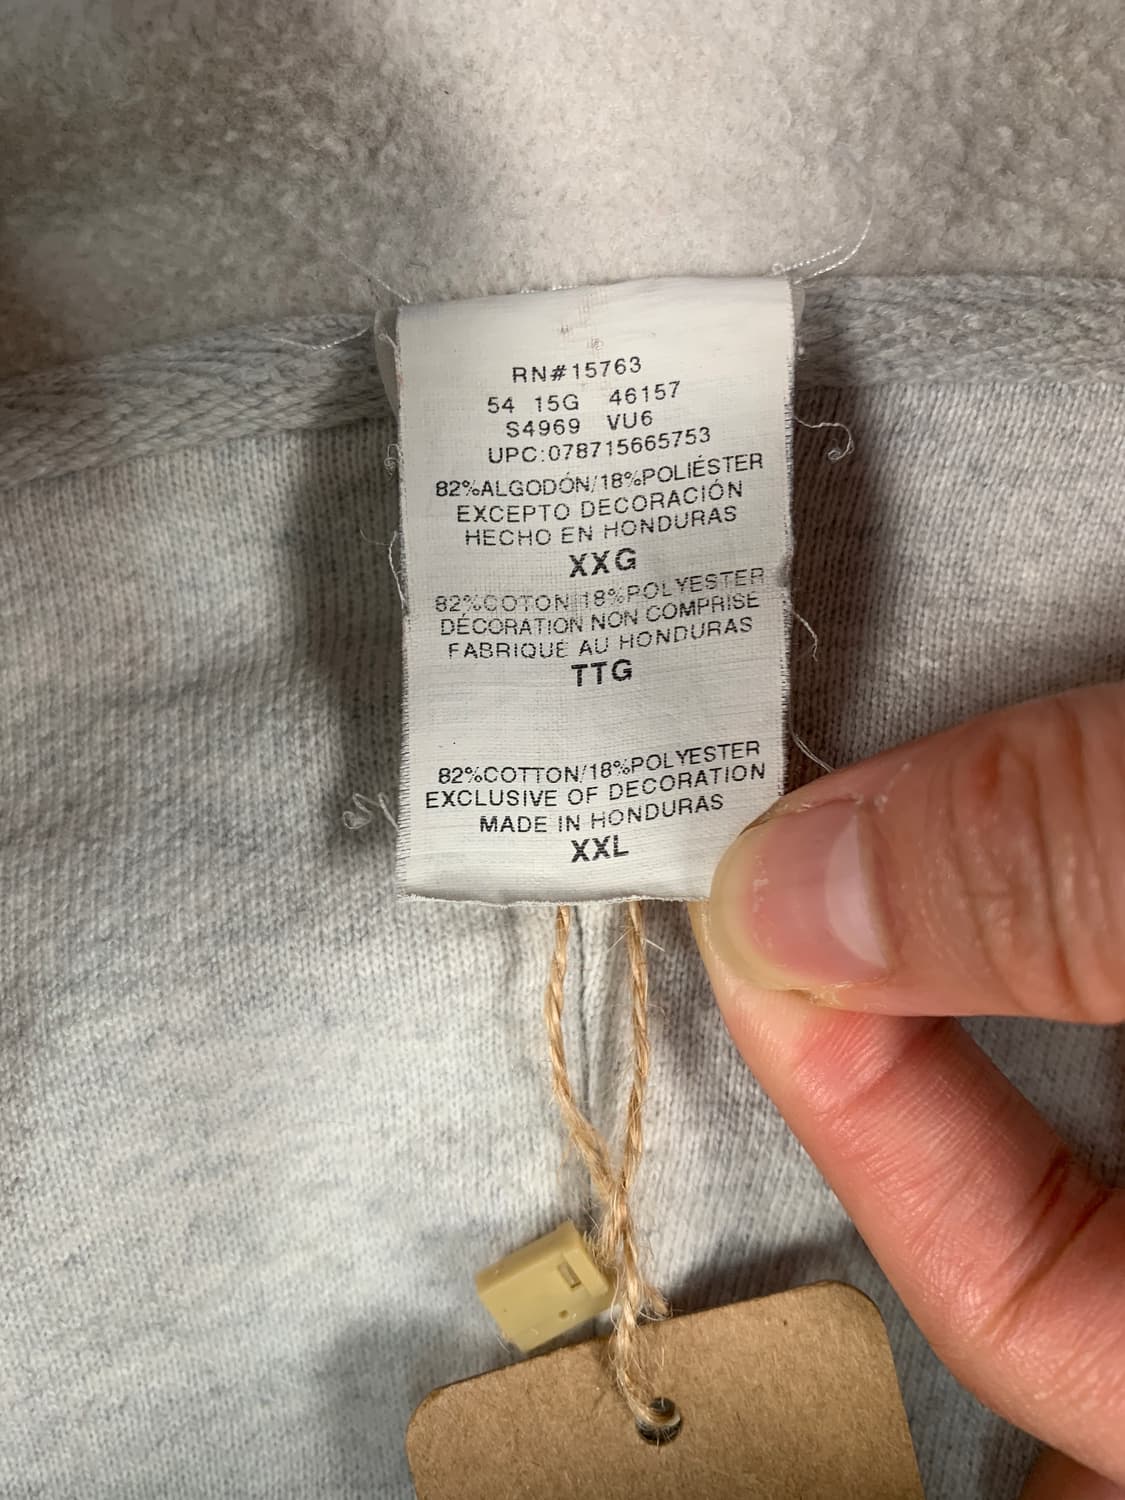 RN#15763
54 15G 46157
S4969 VU6
UPC:078715665753
82%ALGODÓN/18%POLIÉSTER
EXCEPTO DECORACIÓN
HECHO EN HONDURAS
XXG
82%COTON/18%POLYESTER
DÉCORATION NON COMPRISE
FABRIQUÉ AU HONDURAS
TTG
82%COTTON/18%POLYESTER
EXCLUSIVE OF DECORATION
MADE IN HONDURAS
XXL